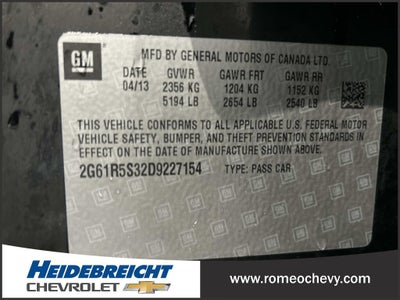 GM
MFD BY GENERAL MOTORS OF CANADA LTD.
DATE GVWR GAWR FRT GAWR RR
04/13 2356 KG 1204 KG 1152 KG
5194 LB 2654 LB 2540 LB
THIS VEHICLE CONFORMS TO ALL APPLICABLE U.S. FEDERAL MOTOR
VEHICLE SAFETY, BUMPER, AND THEFT PREVENTION STANDARDS
IN EFFECT ON THE DATE OF MANUFACTURE SHOWN ABOVE.
2G61R5S32D9227154 TYPE: PASS CAR
HEIDEBREICHT
CHEVROLET
www.romeochevy.com